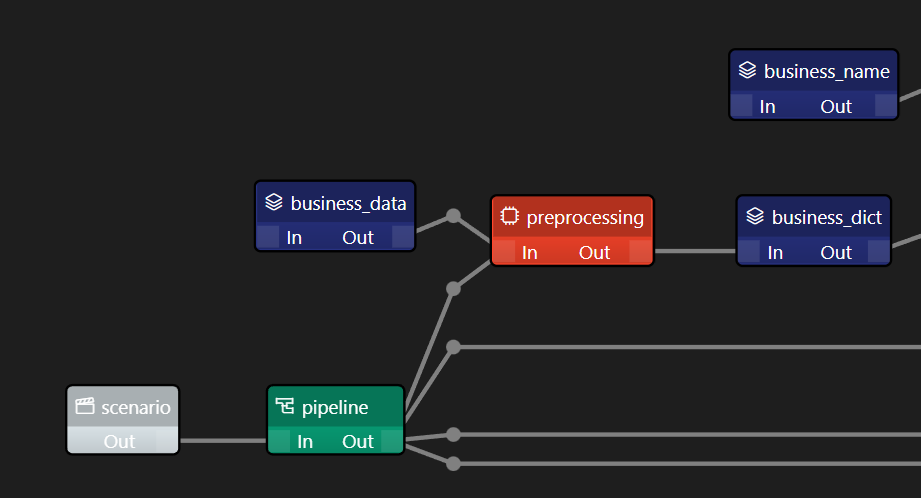 business_name
In Out
business_data
In Out
preprocessing
In Out
business_dict
In Out
scenario
Out
pipeline
In Out